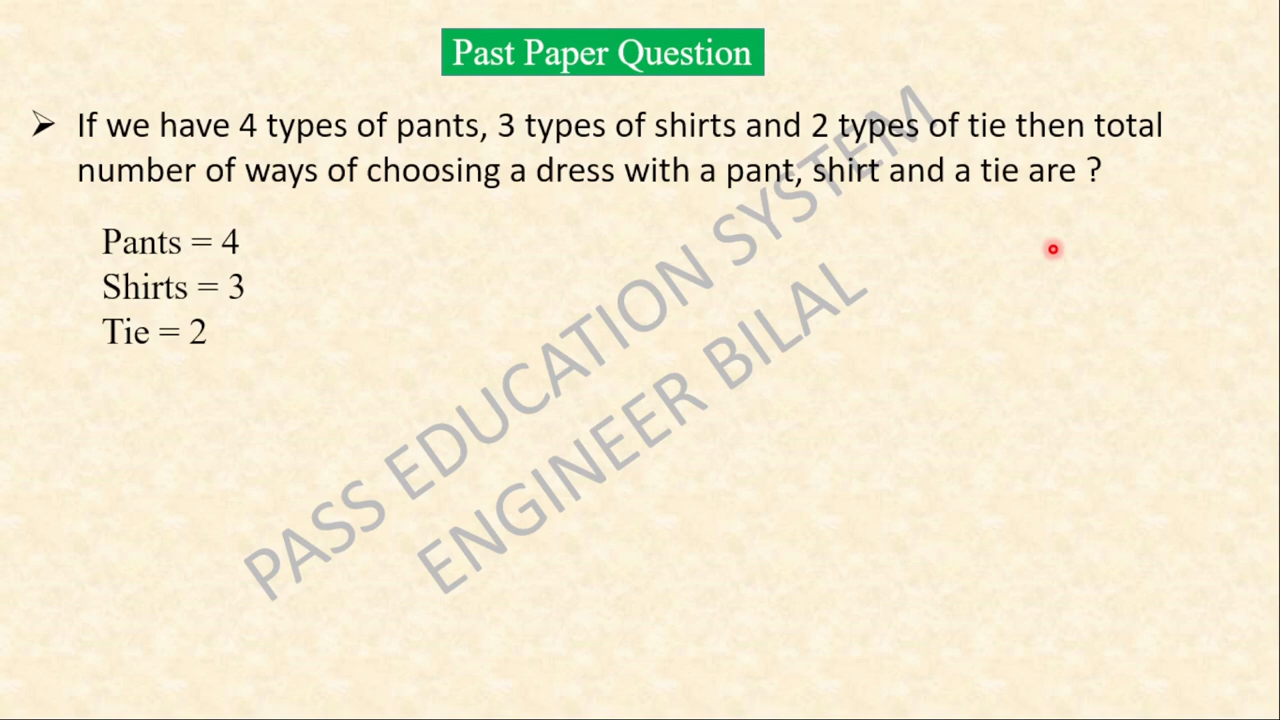 Past Paper Question
➢ If we have 4 types of pants, 3 types of shirts and 2 types of tie then total
number of ways of choosing a dress with a pant, shirt and a tie are ?
Pants = 4
Shirts = 3
Tie = 2
PASS EDUCATION SYSTEM
ENGINEER BILAL